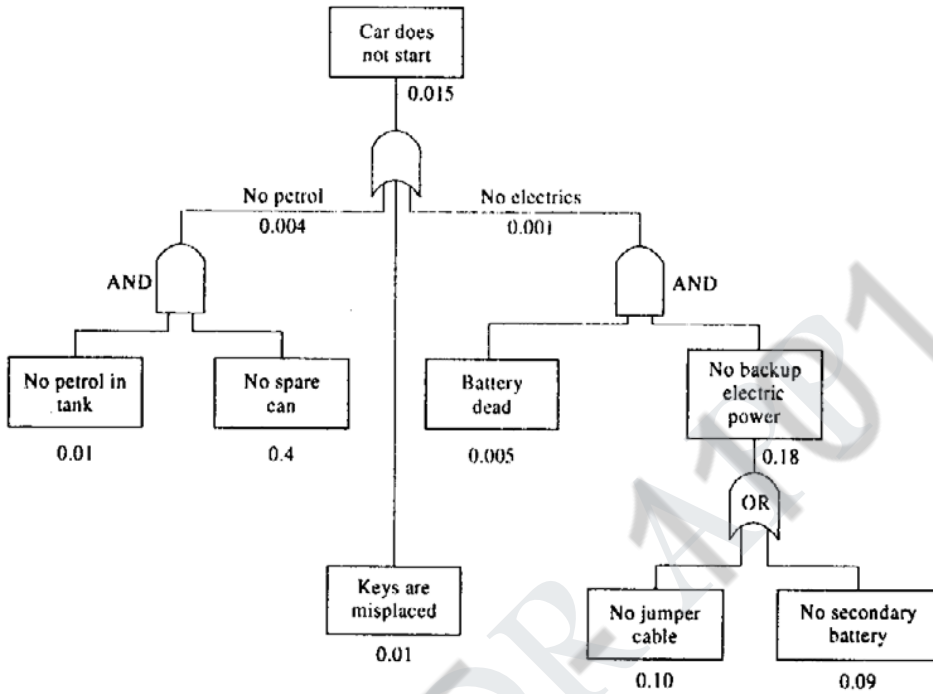 Car does
not start
0.015
No petrol
0.004
No electrics
0.001
AND
AND
No petrol in
tank
0.01
No spare
can
0.4
Battery
dead
0.005
No backup
electric
power
0.18
OR
Keys are
misplaced
0.01
No jumper
cable
0.10
No secondary
battery
0.09